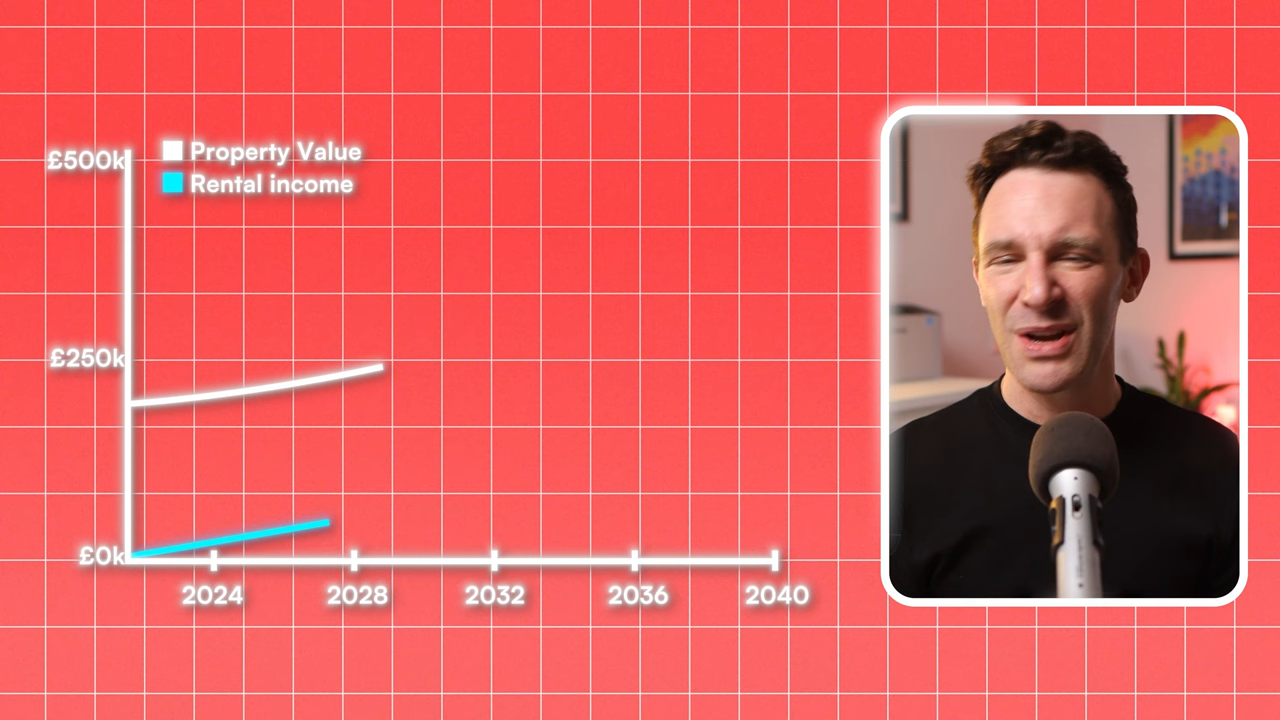 £500k
Property Value
Rental income
£250k
£0k
2024 2028 2032 2036 2040